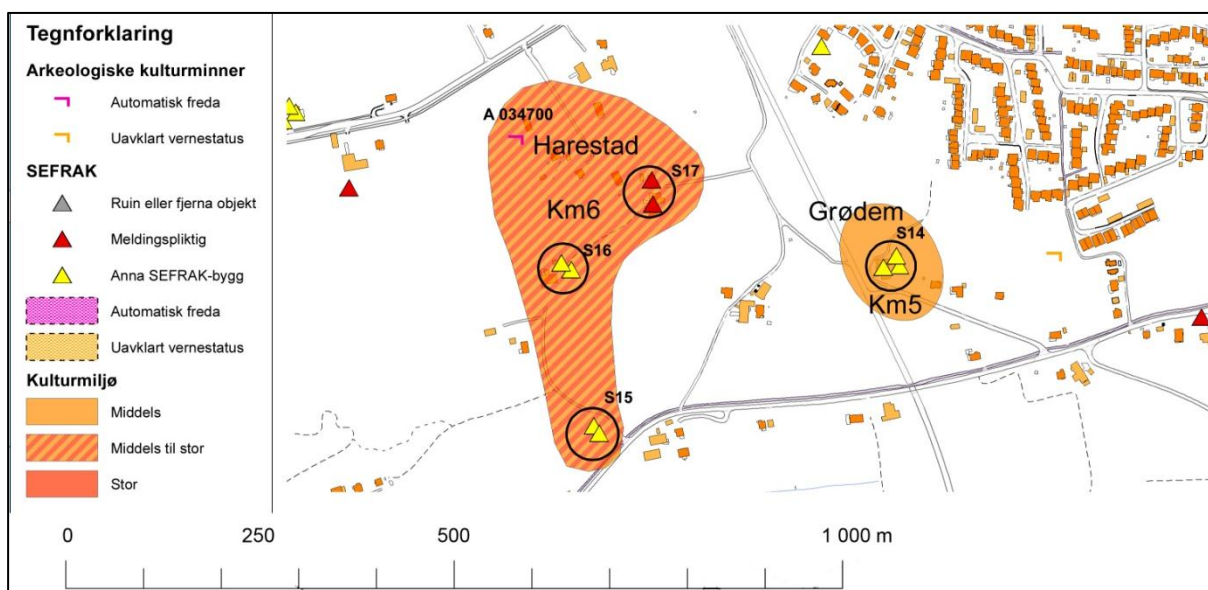 Tegnforklaring
Arkeologiske kulturminner
Automatisk freda
Uavklart vernestatus
SEFRAK
Ruin eller fjerna objekt
Meldingspliktig
Anna SEFRAK-bygg
Automatisk freda
Uavklart vernestatus
Kulturmiljø
Middels
Middels til stor
Stor
A 034700
Harestad
S17
Km6
S16
S15
Grødem
S14
Km5
0 250 500 1 000 m